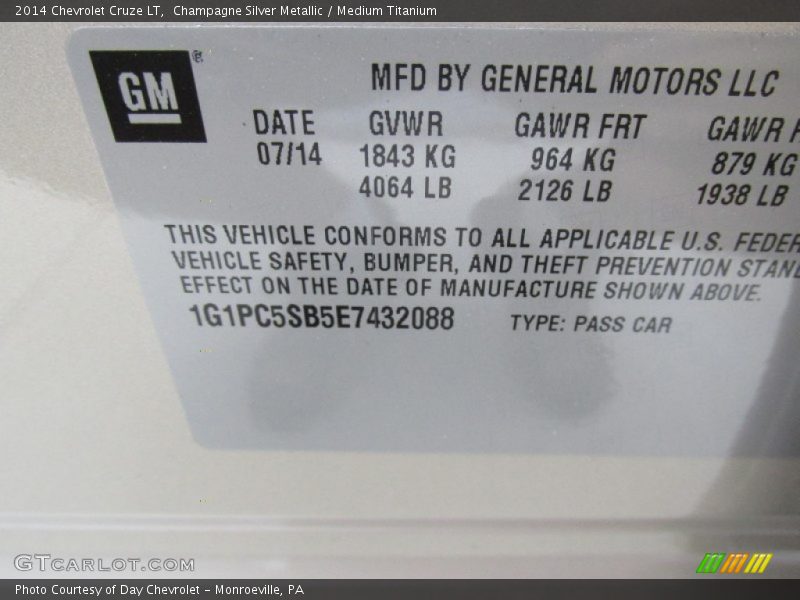 2014 Chevrolet Cruze LT,  Champagne Silver Metallic / Medium Titanium
GM®
MFD BY GENERAL MOTORS LLC
DATE GVWR GAWR FRT GAWR
07/14 1843 KG 964 KG 879 KG
4064 LB 2126 LB 1938 LB
THIS VEHICLE CONFORMS TO ALL APPLICABLE U.S. FEDER
VEHICLE SAFETY, BUMPER, AND THEFT PREVENTION STAND
EFFECT ON THE DATE OF MANUFACTURE SHOWN ABOVE.
1G1PC5SB5E7432088 TYPE: PASS CAR
GTCARLOT.COM
Photo Courtesy of Day Chevrolet – Monroeville, PA